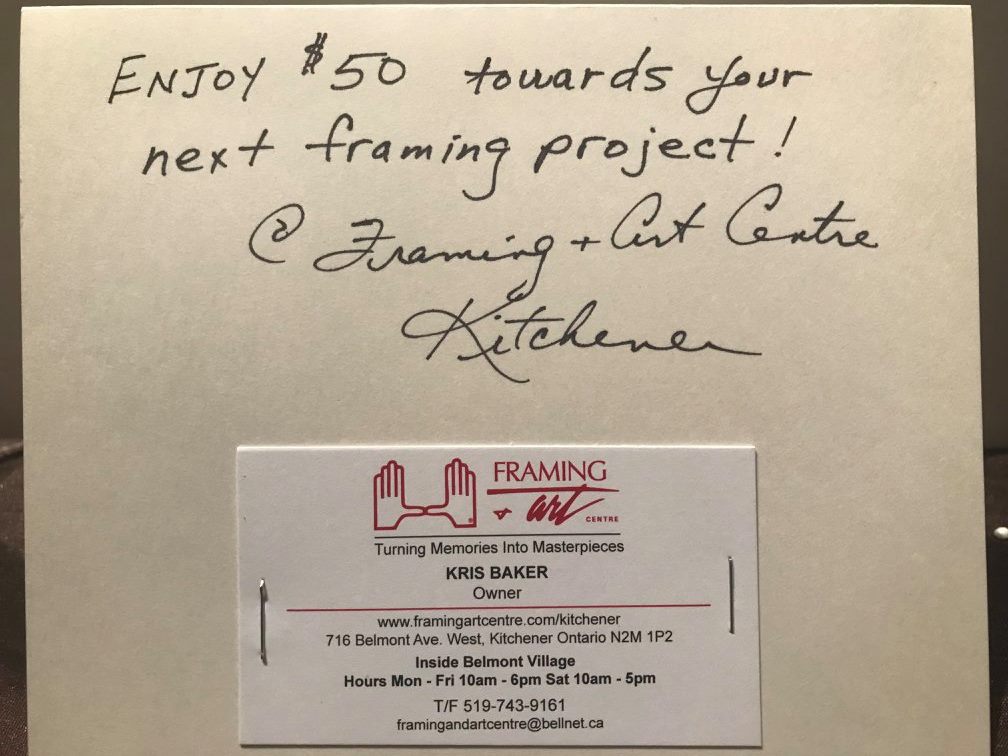 ENJOY $50 towards your
next framing project!
@ Framing + Art Centre
Kitchener
FRAMING
& art CENTRE
Turning Memories Into Masterpieces
KRIS BAKER
Owner
www.framingartcentre.com/kitchener
716 Belmont Ave. West, Kitchener Ontario N2M 1P2
Inside Belmont Village
Hours Mon - Fri 10am - 6pm Sat 10am - 5pm
T/F 519-743-9161
framingandartcentre@bellnet.ca